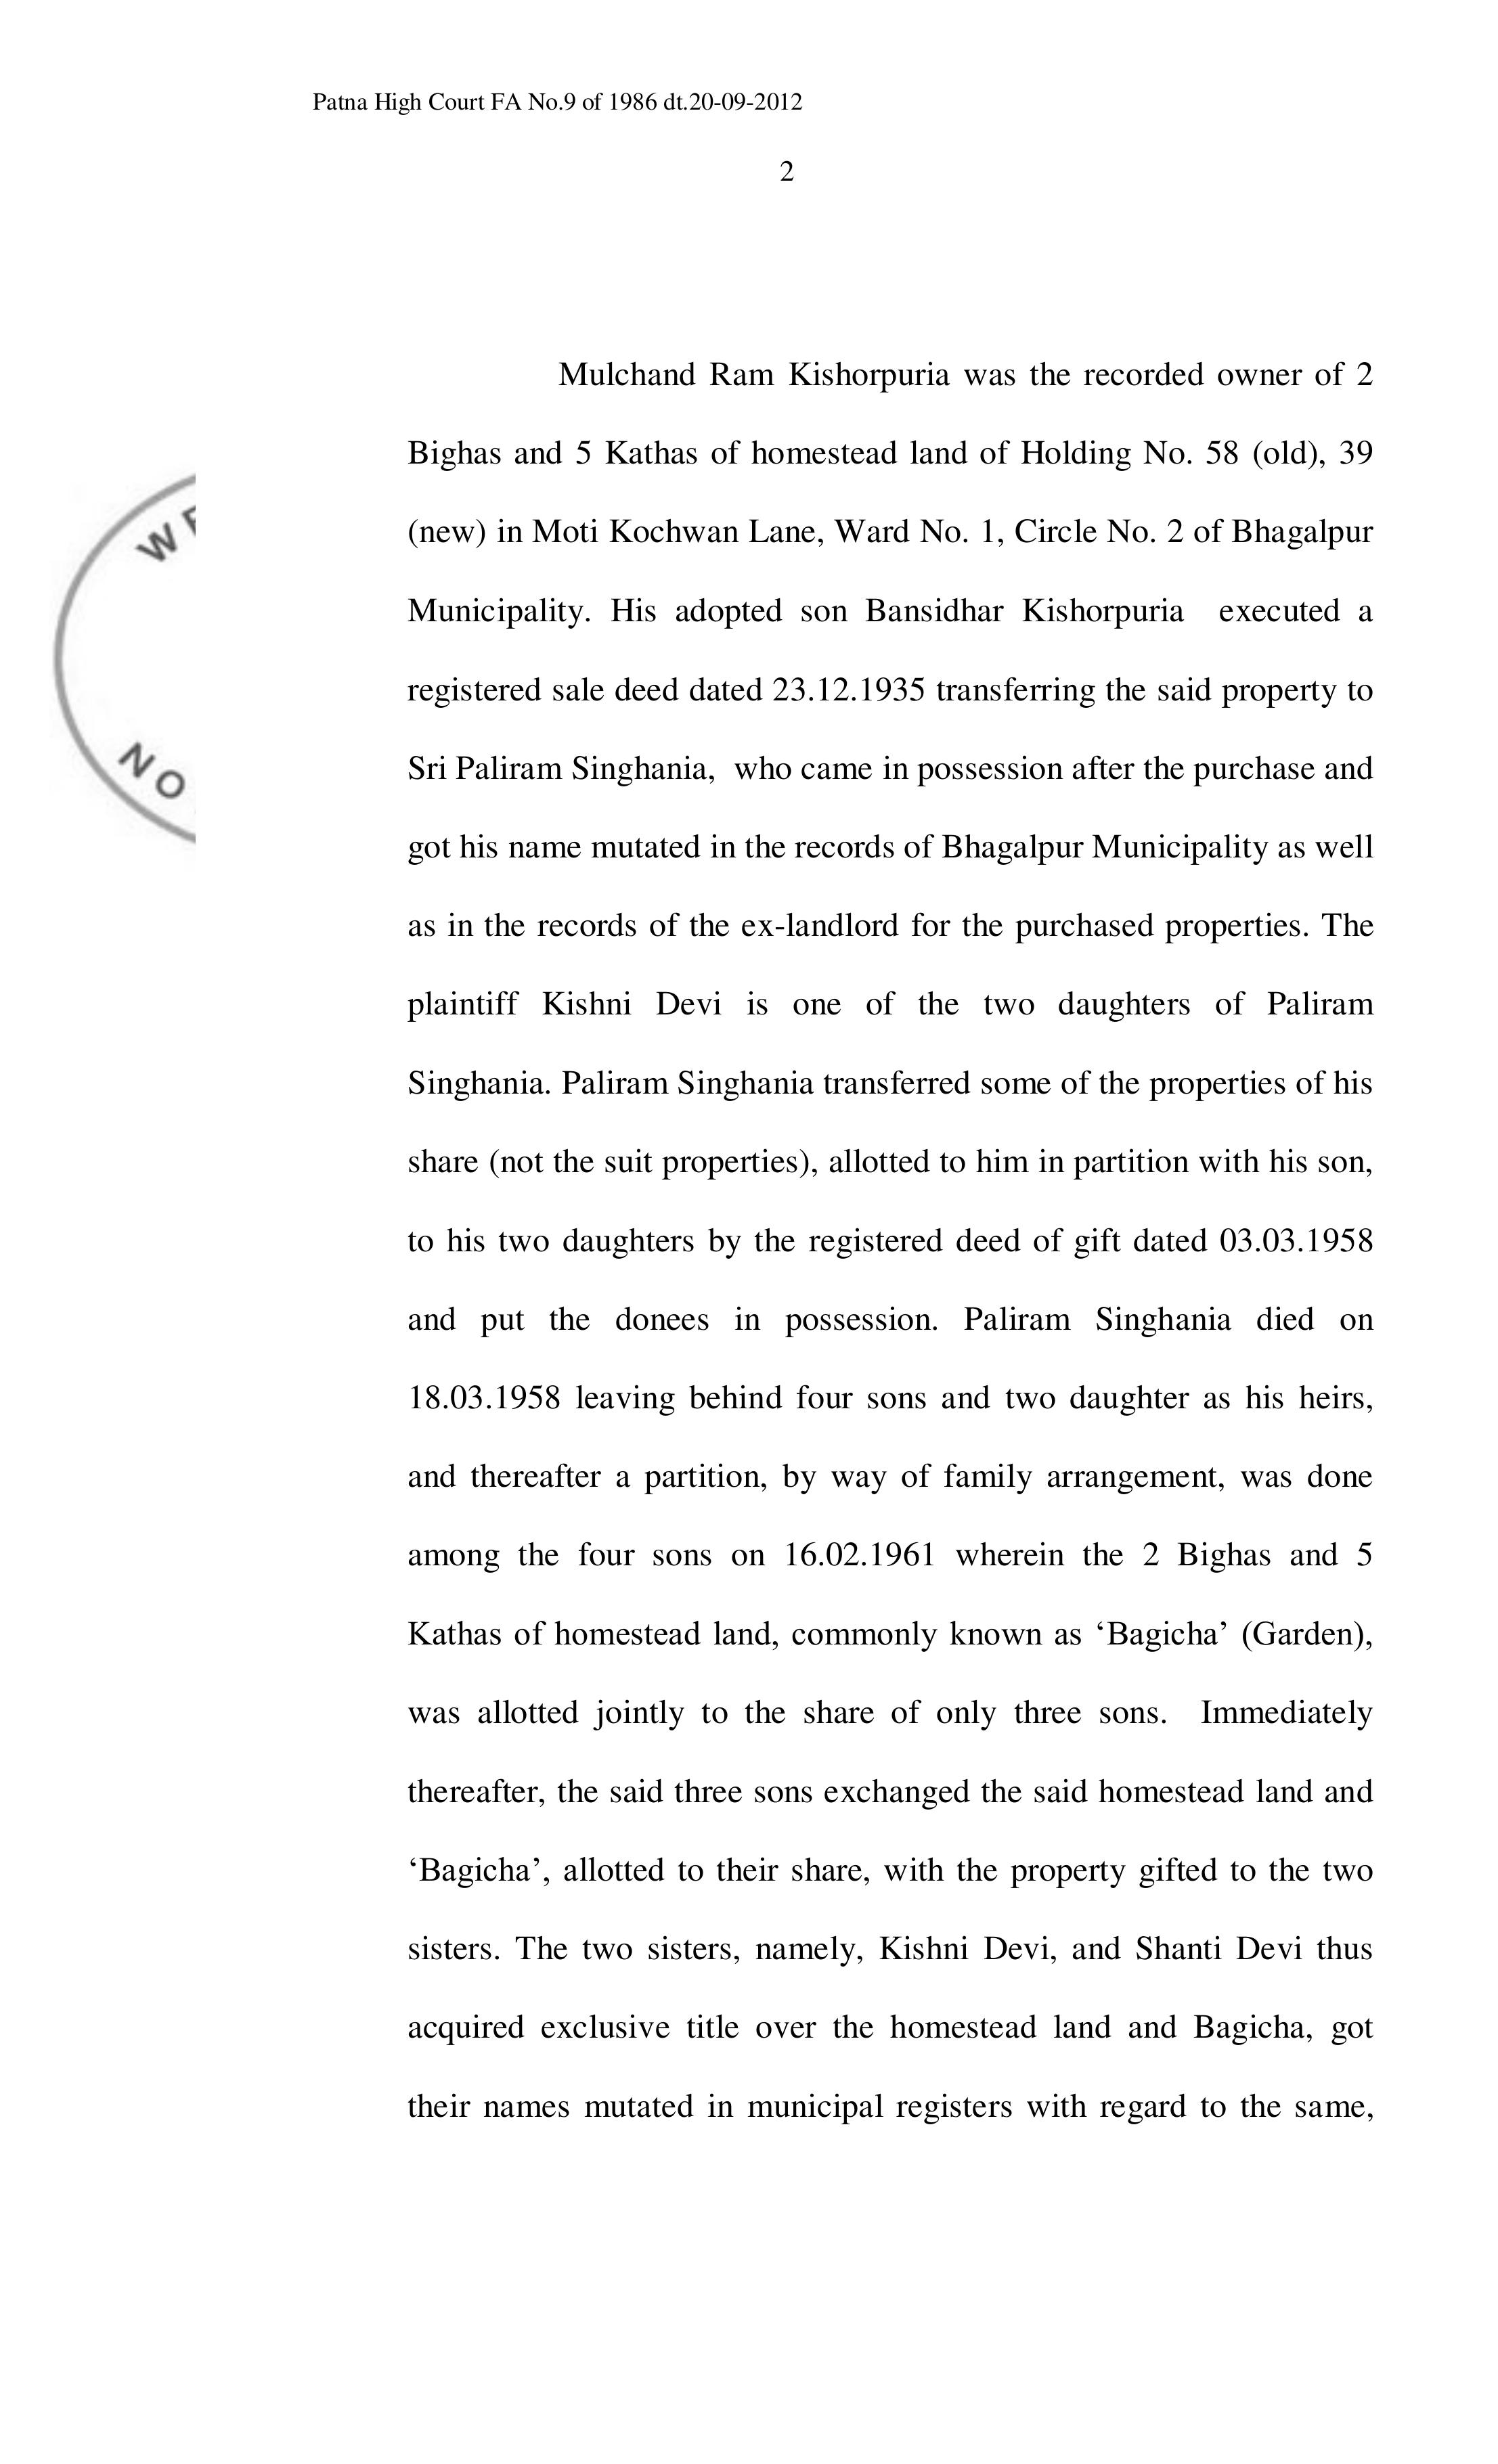 Patna High Court FA No.9 of 1986 dt.20-09-2012
2
Mulchand Ram Kishorpuria was the recorded owner of 2
Bighas and 5 Kathas of homestead land of Holding No. 58 (old), 39
(new) in Moti Kochwan Lane, Ward No. 1, Circle No. 2 of Bhagalpur
Municipality. His adopted son Bansidhar Kishorpuria executed a
registered sale deed dated 23.12.1935 transferring the said property to
Sri Paliram Singhania, who came in possession after the purchase and
got his name mutated in the records of Bhagalpur Municipality as well
as in the records of the ex-landlord for the purchased properties. The
plaintiff Kishni Devi is one of the two daughters of Paliram
Singhania. Paliram Singhania transferred some of the properties of his
share (not the suit properties), allotted to him in partition with his son,
to his two daughters by the registered deed of gift dated 03.03.1958
and put the donees in possession. Paliram Singhania died on
18.03.1958 leaving behind four sons and two daughter as his heirs,
and thereafter a partition, by way of family arrangement, was done
among the four sons on 16.02.1961 wherein the 2 Bighas and 5
Kathas of homestead land, commonly known as ‘Bagicha’ (Garden),
was allotted jointly to the share of only three sons. Immediately
thereafter, the said three sons exchanged the said homestead land and
‘Bagicha’, allotted to their share, with the property gifted to the two
sisters. The two sisters, namely, Kishni Devi, and Shanti Devi thus
acquired exclusive title over the homestead land and Bagicha, got
their names mutated in municipal registers with regard to the same,
NO